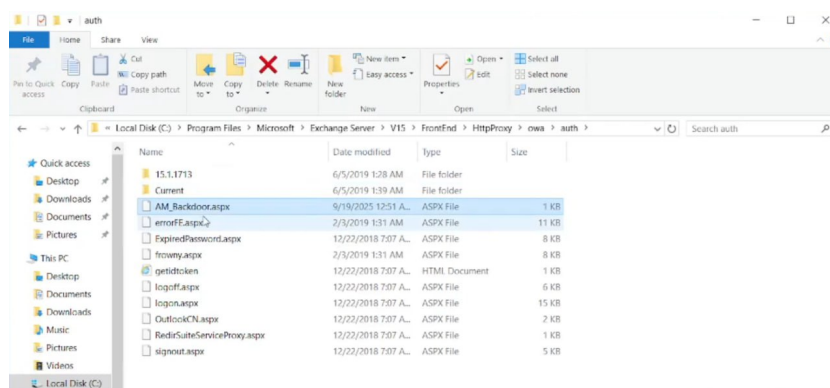 auth
File Home Share View
Pin to Quick access
Copy
Paste
Cut
Copy path
Paste shortcut
Move to
Copy to
Delete
Rename
New folder
New item
Easy access
Properties
Open
Edit
Select all
Select none
Invert selection
Clipboard Organize New Open Select
« Local Disk (C:) > Program Files > Microsoft > Exchange Server > V15 > FrontEnd > HttpProxy > owa > auth >
Search auth
Quick access
Desktop
Downloads
Documents
Pictures
This PC
Desktop
Documents
Downloads
Music
Pictures
Videos
Local Disk (C:)
Name Date modified Type Size
15.1.1713 6/5/2019 1:28 AM File folder
Current 6/5/2019 1:39 AM File folder
AM_Backdoor.aspx 9/19/2025 12:51 A... ASPX File 1 KB
errorFE.aspx 2/3/2019 1:31 AM ASPX File 11 KB
ExpiredPassword.aspx 12/22/2018 7:07 A... ASPX File 8 KB
frowny.aspx 2/3/2019 1:31 AM ASPX File 8 KB
getidtoken 12/22/2018 7:07 A... HTML Document 1 KB
logoff.aspx 12/22/2018 7:07 A... ASPX File 6 KB
logon.aspx 12/22/2018 7:07 A... ASPX File 15 KB
OutlookCN.aspx 12/22/2018 7:07 A... ASPX File 2 KB
RedirSuiteServiceProxy.aspx 12/22/2018 7:07 A... ASPX File 1 KB
signout.aspx 12/22/2018 7:07 A... ASPX File 5 KB